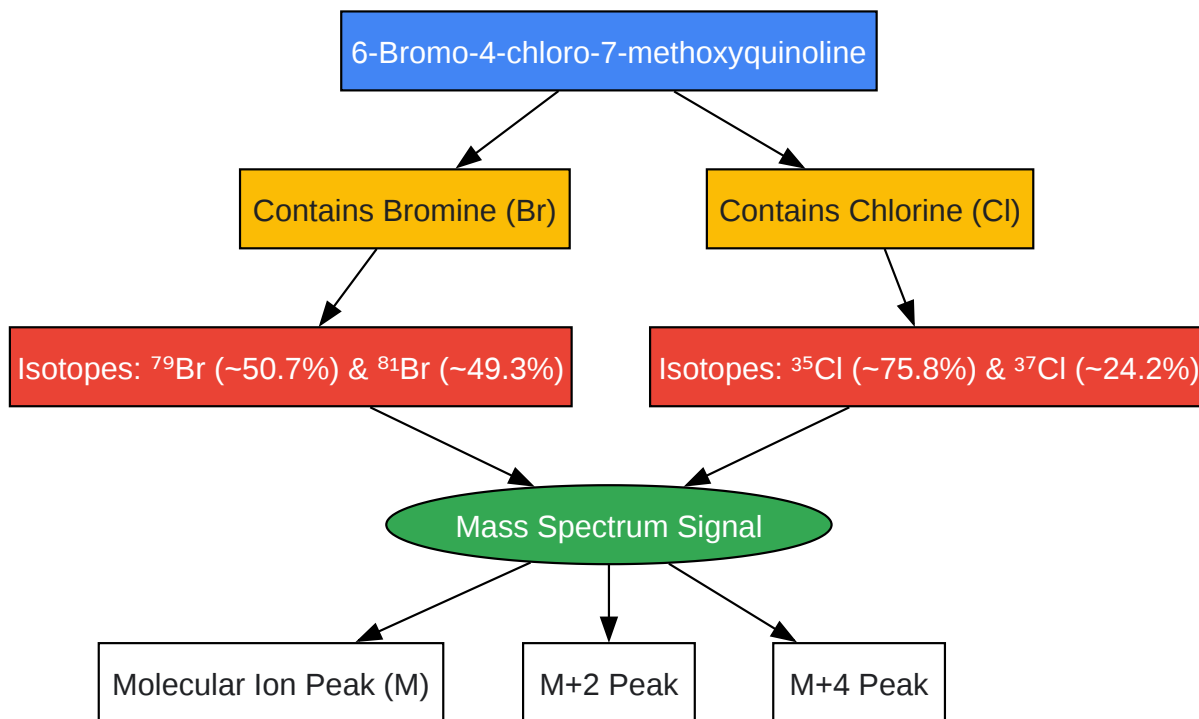 6-Bromo-4-chloro-7-methoxyquinoline
Contains Bromine (Br)
Contains Chlorine (Cl)
Isotopes: ⁷⁹Br (~50.7%) & ⁸¹Br (~49.3%)
Isotopes: ³⁵Cl (~75.8%) & ³⁷Cl (~24.2%)
Mass Spectrum Signal
Molecular Ion Peak (M)
M+2 Peak
M+4 Peak